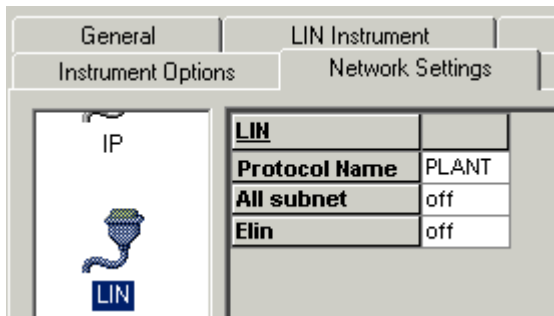 General
LIN Instrument
Instrument Options
Network Settings
IP
LIN
LIN
Protocol Name PLANT
All subnet off
Elin off